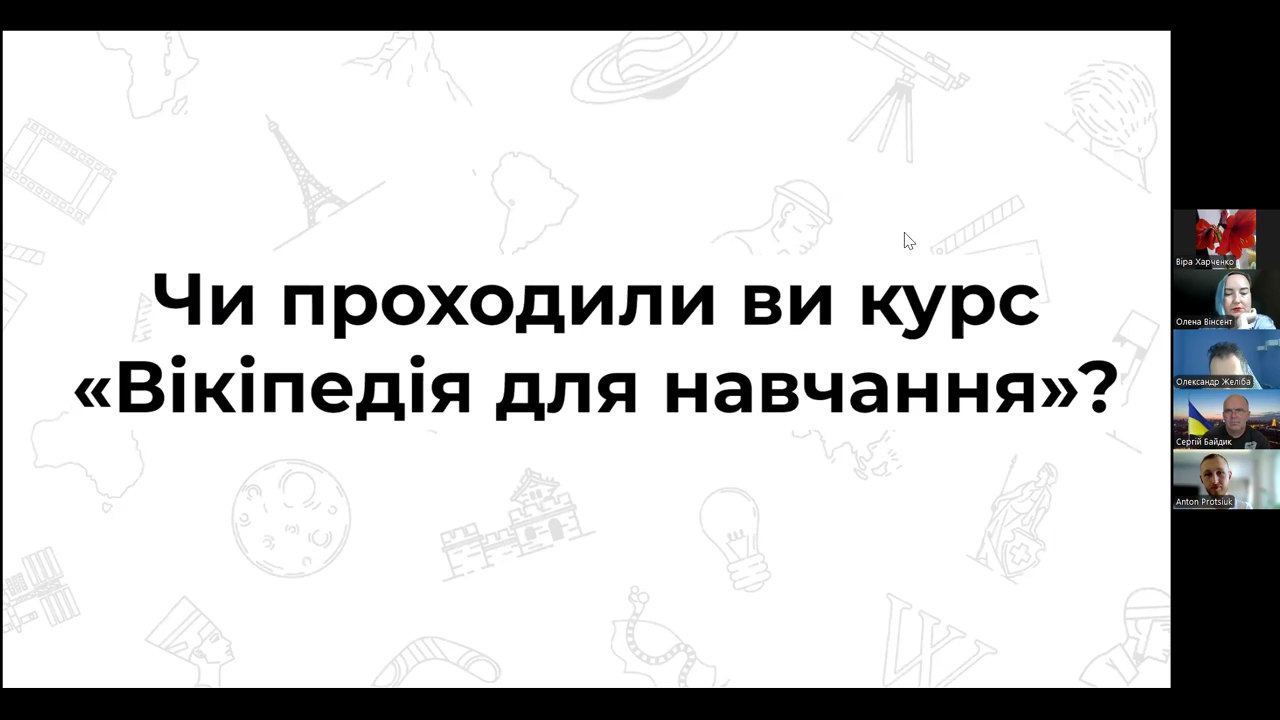 Чи проходили ви курс
«Вікіпедія для навчання»?
Віра Харченко
Олена Вінсент
Олександр Желіба
Сергій Байдик
Anton Protsiuk